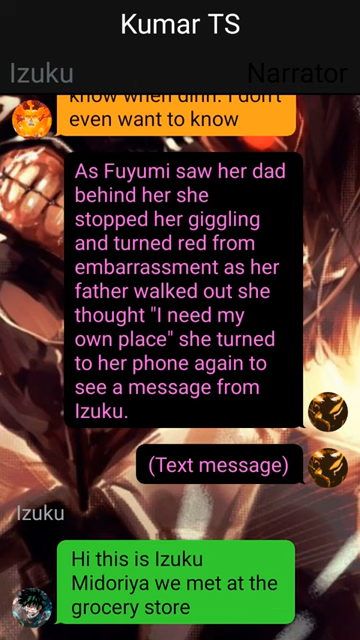 Kumar TS
Izuku
Narrator
know when dinn. I don't
even want to know
As Fuyumi saw her dad
behind her she
stopped her giggling
and turned red from
embarrassment as her
father walked out she
thought "I need my
own place" she turned
to her phone again to
see a message from
Izuku.
(Text message)
Izuku
Hi this is Izuku
Midoriya we met at the
grocery store